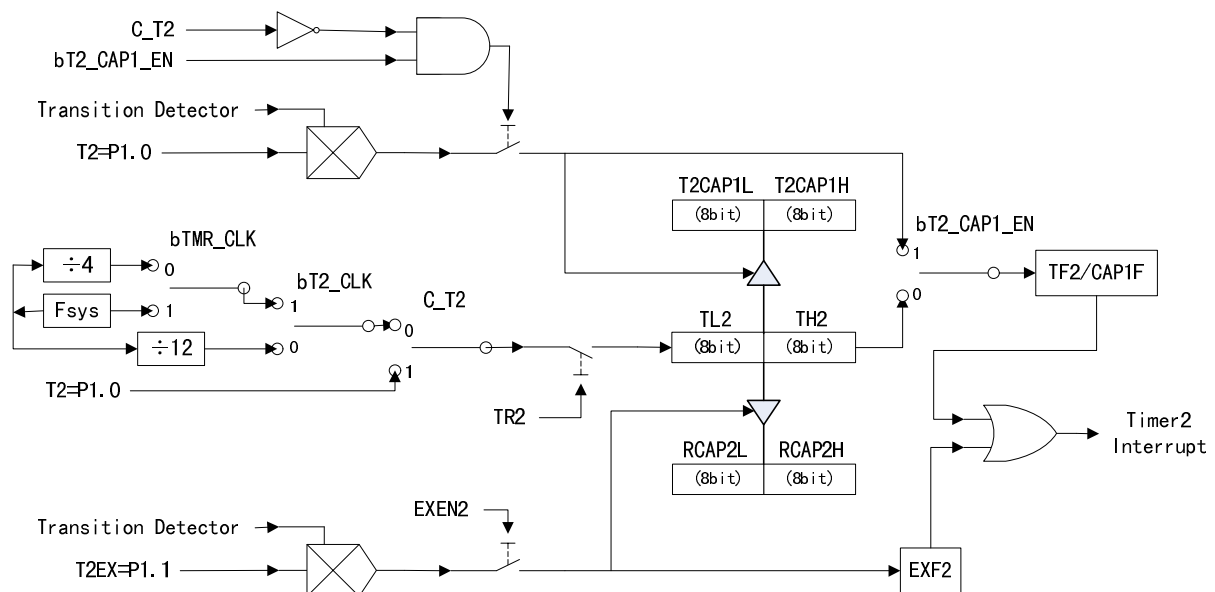 C_T2
bT2_CAP1_EN
Transition Detector
T2=P1.0
T2CAP1L T2CAP1H
(8bit) (8bit)
bT2_CAP1_EN
bTMR_CLK
÷4
0
1
TF2/CAP1F
bT2_CLK
0
C_T2
Fsys
1
1
TL2 TH2
0
(8bit) (8bit)
÷12
0
T2=P1.0
1
TR2
Timer2
Interrupt
RCAP2L RCAP2H
(8bit) (8bit)
EXEN2
Transition Detector
T2EX=P1.1
EXF2